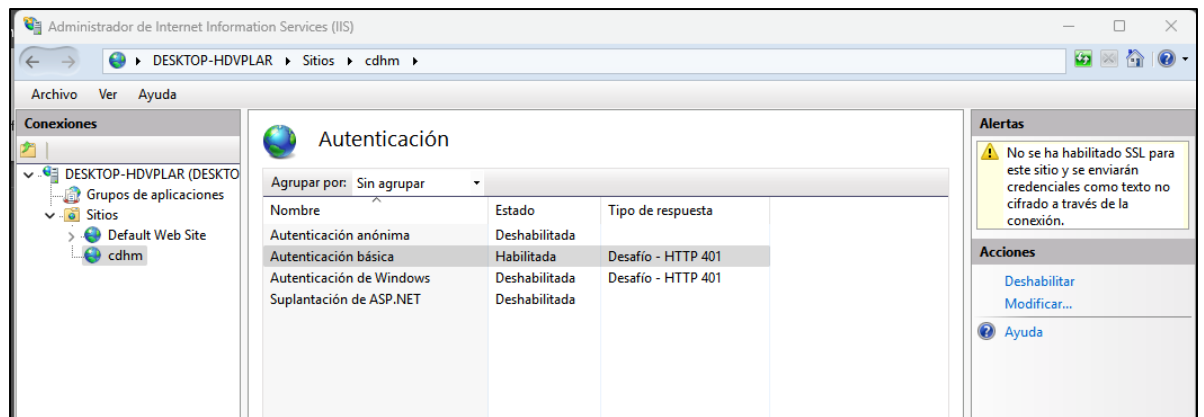 Administrador de Internet Information Services (IIS)
DESKTOP-HDVPLAR Sitios cdhm
Archivo Ver Ayuda
Conexiones
DESKTOP-HDVPLAR (DESKTO
Grupos de aplicaciones
Sitios
Default Web Site
cdhm
Autenticación
Agrupar por: Sin agrupar
Nombre Estado Tipo de respuesta
Autenticación anónima Deshabilitada
Autenticación básica Habilitada Desafío - HTTP 401
Autenticación de Windows Deshabilitada Desafío - HTTP 401
Suplantación de ASP.NET Deshabilitada
Alertas
No se ha habilitado SSL para
este sitio y se enviarán
credenciales como texto no
cifrado a través de la
conexión.
Acciones
Deshabilitar
Modificar...
Ayuda